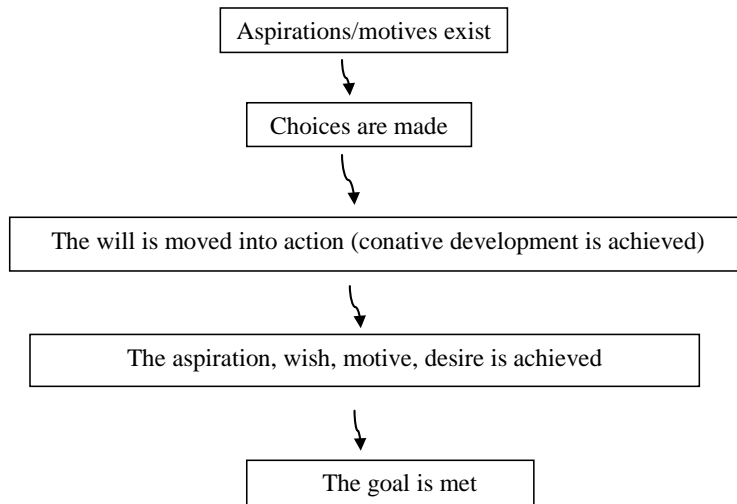 Aspirations/motives exist
Choices are made
The will is moved into action (conative development is achieved)
The aspiration, wish, motive, desire is achieved
The goal is met